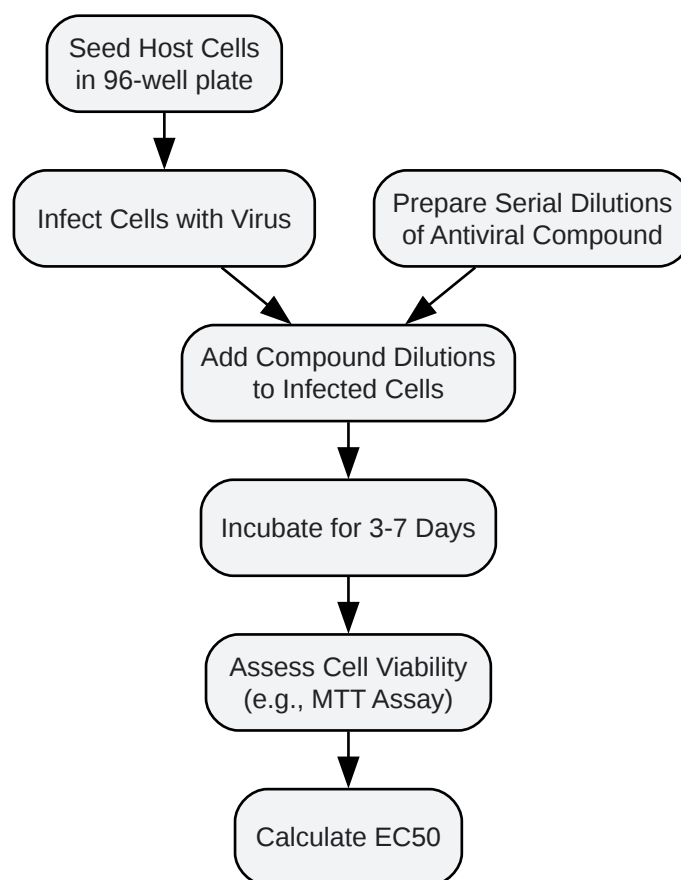 Seed Host Cells
in 96-well plate
Infect Cells with Virus
Prepare Serial Dilutions
of Antiviral Compound
Add Compound Dilutions
to Infected Cells
Incubate for 3-7 Days
Assess Cell Viability
(e.g., MTT Assay)
Calculate EC50